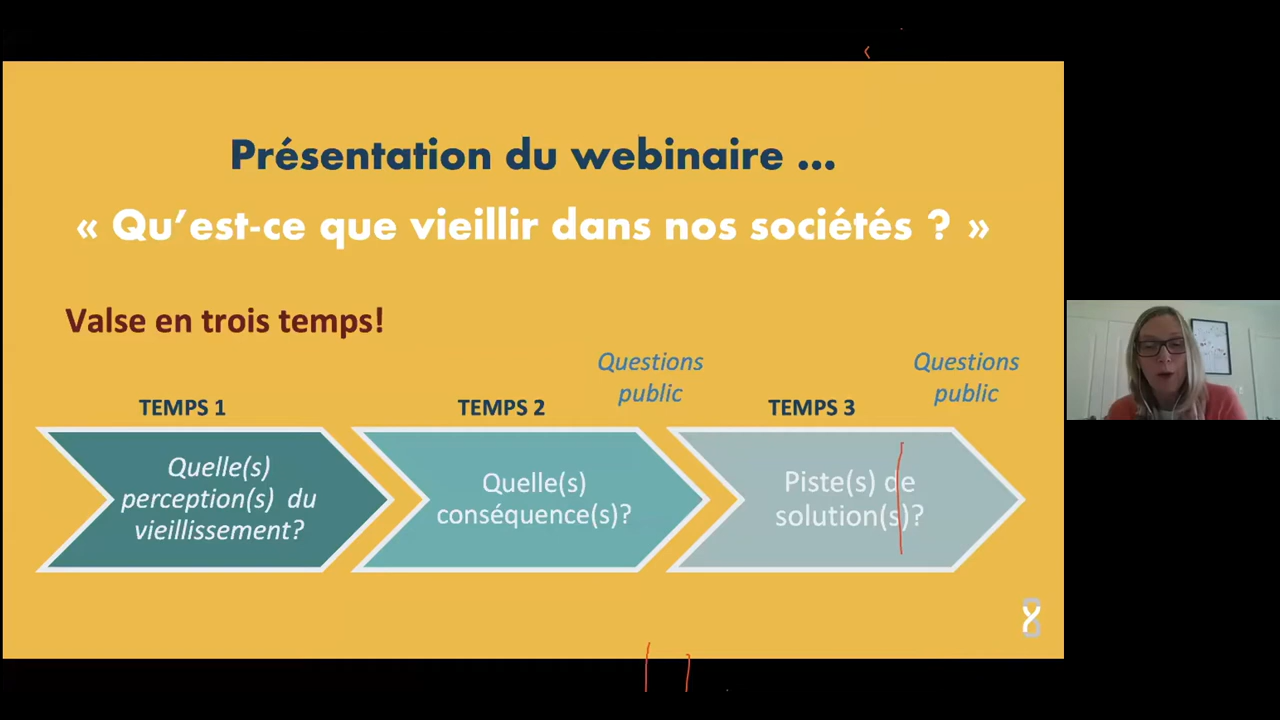 Présentation du webinaire ...
« Qu’est-ce que vieillir dans nos sociétés ? »
Valse en trois temps!
Questions
public
Questions
public
TEMPS 1
TEMPS 2
TEMPS 3
Quelle(s)
perception(s) du
vieillissement?
Quelle(s)
conséquence(s)?
Piste(s) de
solution(s)?